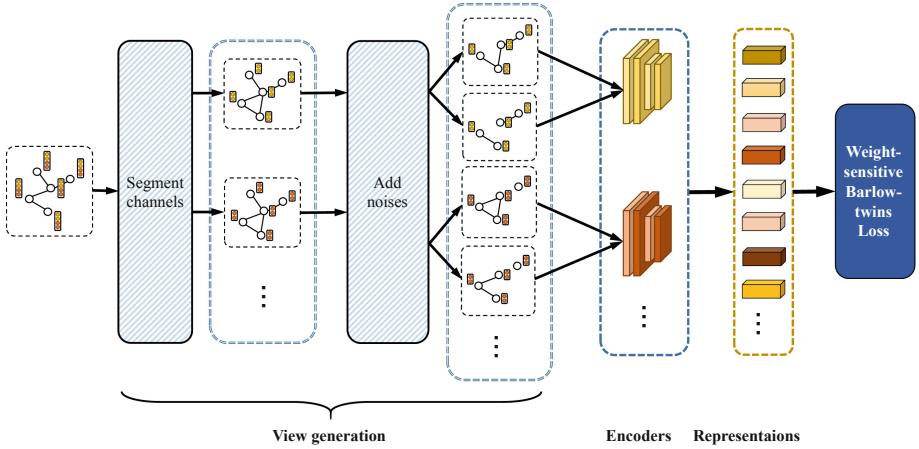 Segment
channels
Add
noises
Weight-
sensitive
Barlow-
twins
Loss
View generation
Encoders
Representaions